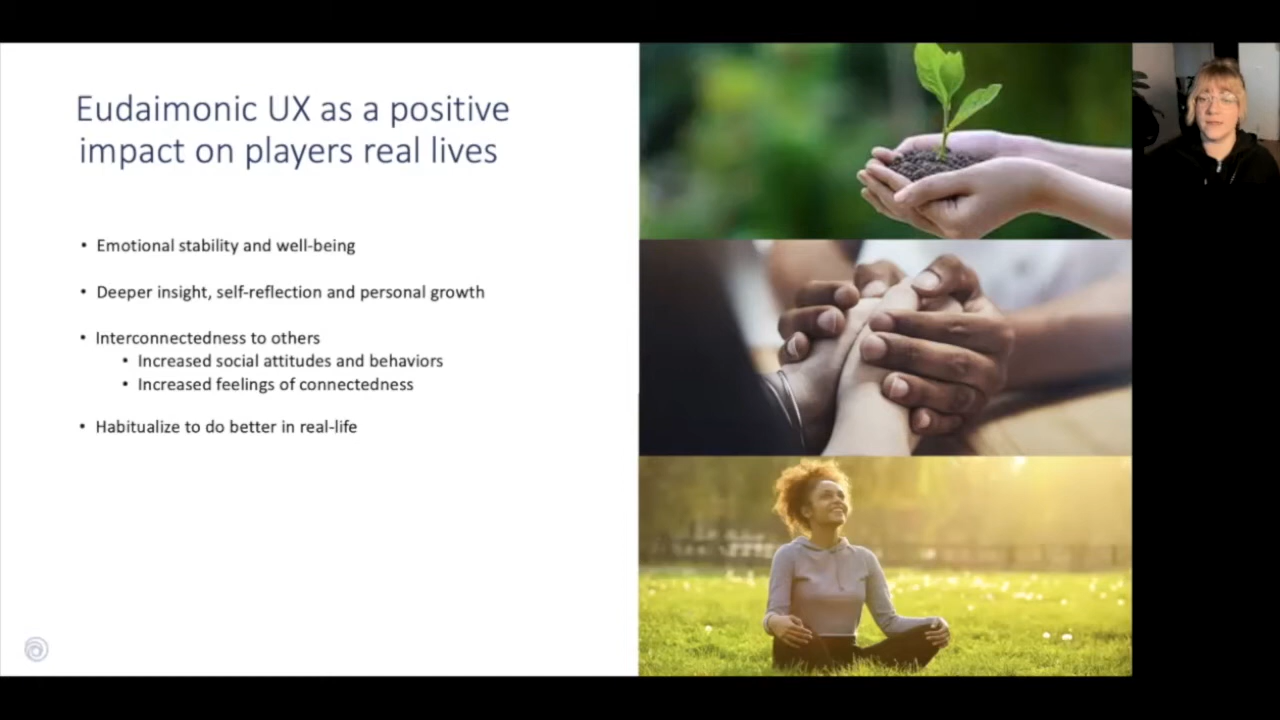 Eudaimonic UX as a positive
impact on players real lives
• Emotional stability and well-being
• Deeper insight, self-reflection and personal growth
• Interconnectedness to others
• Increased social attitudes and behaviors
• Increased feelings of connectedness
• Habitualize to do better in real-life